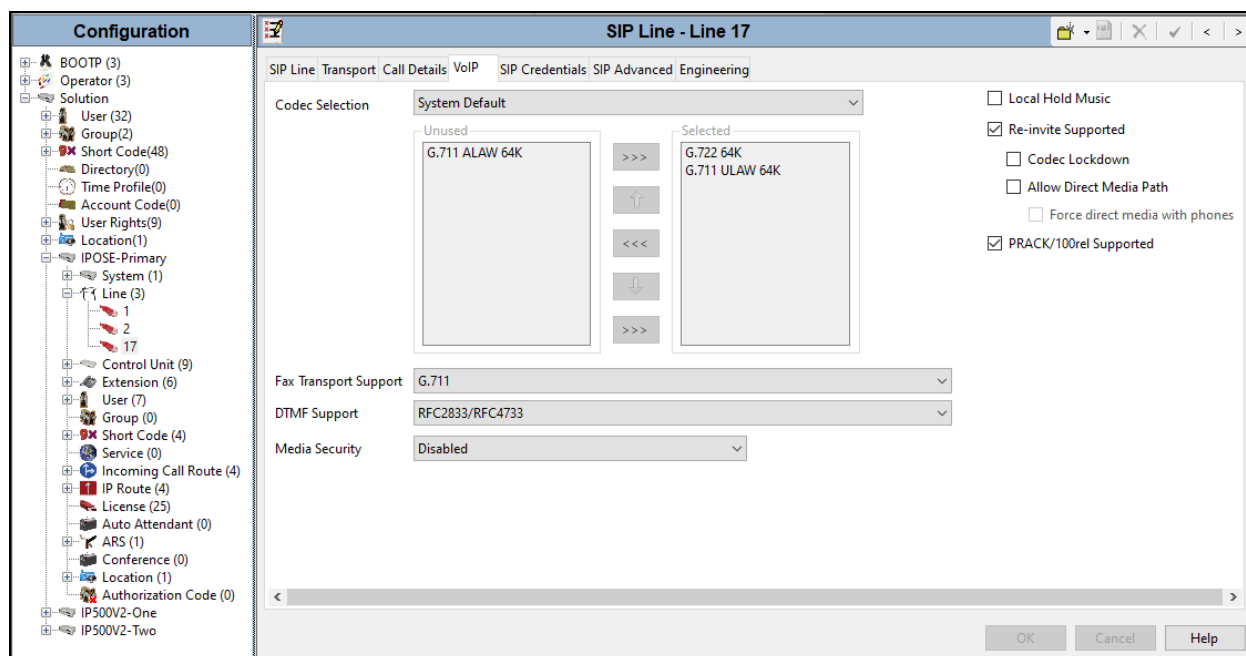 Configuration
BOOTP (3)
Operator (3)
Solution
User (32)
Group(2)
Short Code(48)
Directory(0)
Time Profile(0)
Account Code(0)
User Rights(9)
Location(1)
IPOSE-Primary
System (1)
Line (3)
1
2
17
Control Unit (9)
Extension (6)
User (7)
Group (0)
Short Code (4)
Service (0)
Incoming Call Route (4)
IP Route (4)
License (25)
Auto Attendant (0)
ARS (1)
Conference (0)
Location (1)
Authorization Code (0)
IP500V2-One
IP500V2-Two
SIP Line - Line 17
SIP Line Transport Call Details VoIP SIP Credentials SIP Advanced Engineering
Codec Selection System Default
Unused
G.711 ALAW 64K
>>>
<<<
>>>
Selected
G.722 64K
G.711 ULAW 64K
Fax Transport Support G.711
DTMF Support RFC2833/RFC4733
Media Security Disabled
Local Hold Music
Re-invite Supported
Codec Lockdown
Allow Direct Media Path
Force direct media with phones
PRACK/100rel Supported
OK Cancel Help